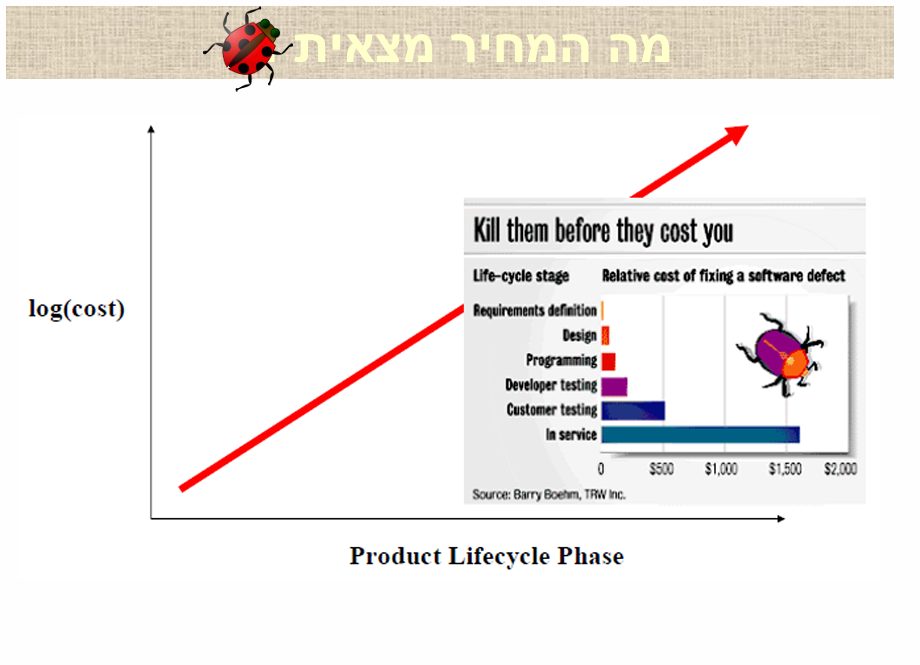 מה המחיר מצאית
log(cost)
Kill them before they cost you
Life-cycle stage Relative cost of fixing a software defect
Requirements definition
Design
Programming
Developer testing
Customer testing
In service
0 $500 $1,000 $1,500 $2,000
Source: Barry Boehm, TRW Inc.
Product Lifecycle Phase